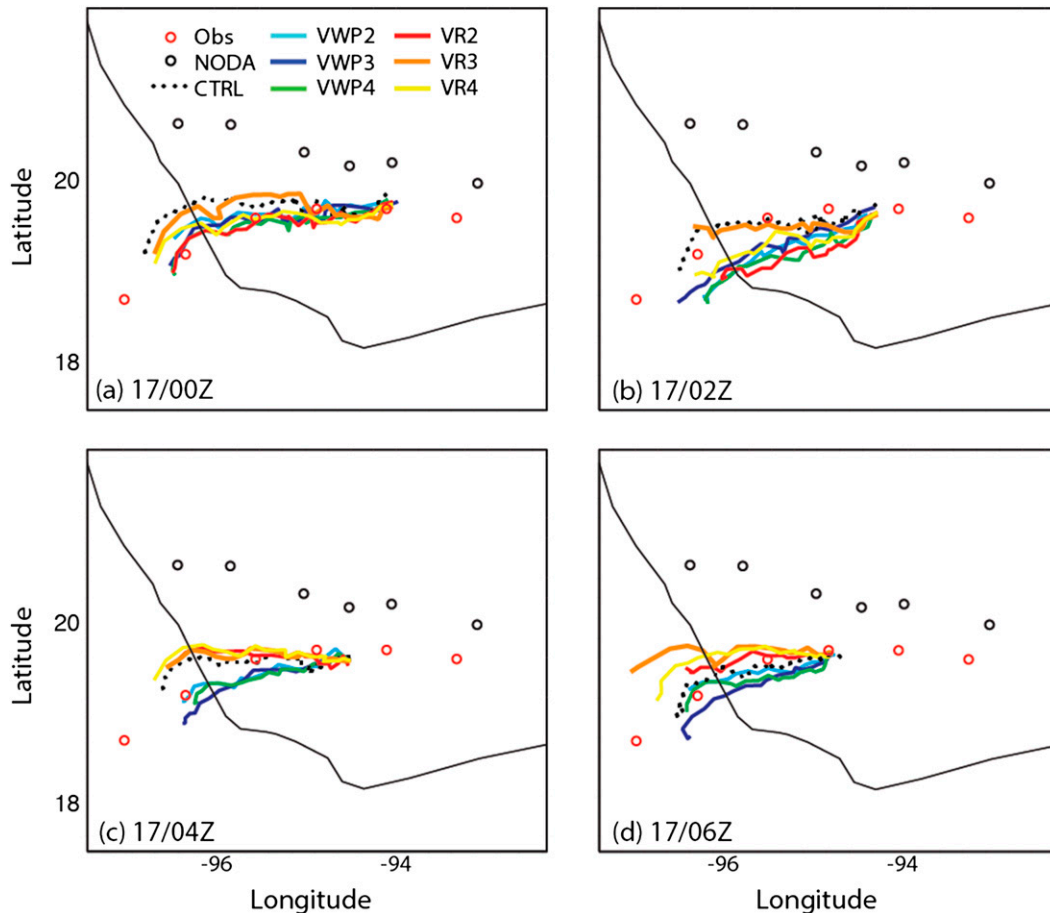 Obs VWP2 VR2
NODA VWP3 VR3
CTRL VWP4 VR4
Latitude
20
18
(a) 17/00Z
(b) 17/02Z
Latitude
20
18
(c) 17/04Z
(d) 17/06Z
-96 -94 -96 -94
Longitude Longitude